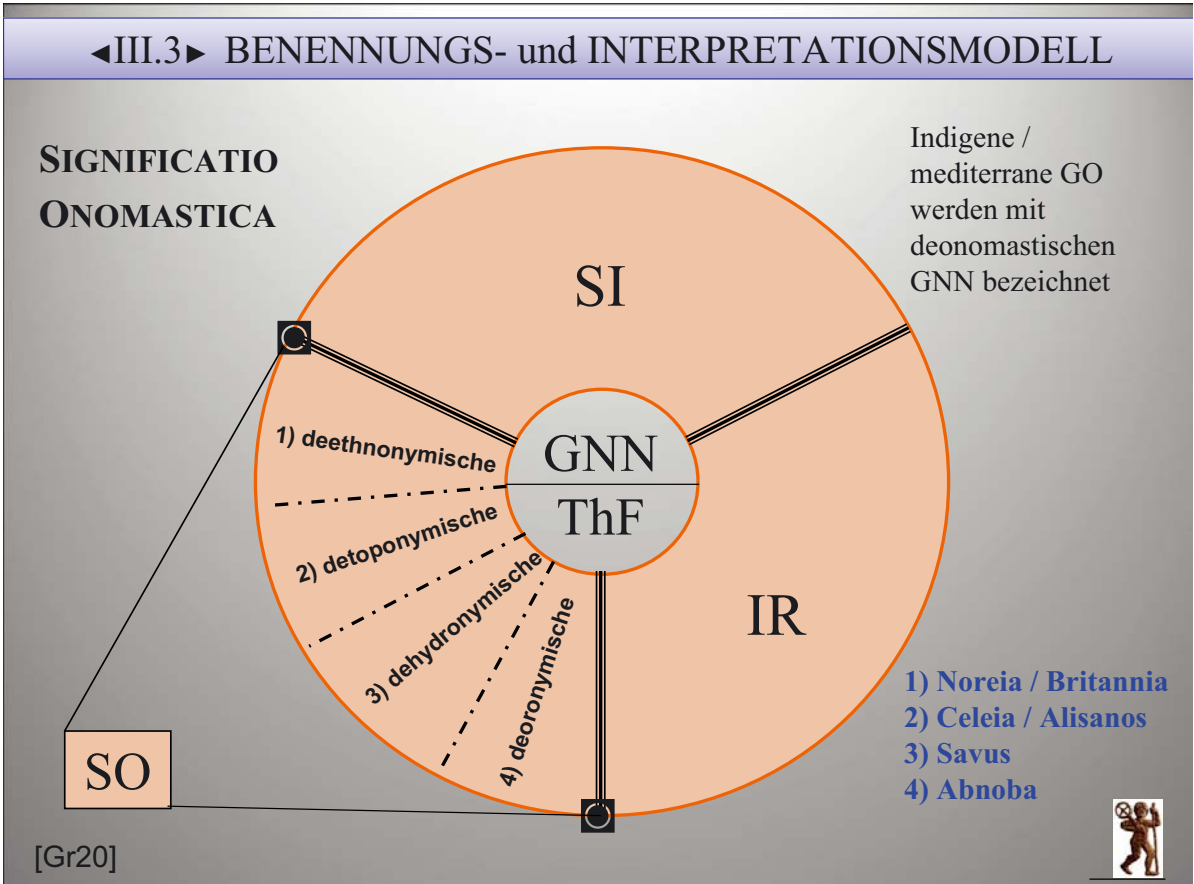 ◄III.3► BENENNUNGS- und INTERPRETATIONSMODELL
SIGNIFICATIO
ONOMASTICA
Indigene /
mediterrane GO
werden mit
deonomastischen
GNN bezeichnet
SI
GNN
ThF
IR
1) deethnonymische
2) detoponymische
3) dehydronymische
4) deoronymische
SO
1) Noreia / Britannia
2) Celeia / Alisanos
3) Savus
4) Abnoba
[Gr20]